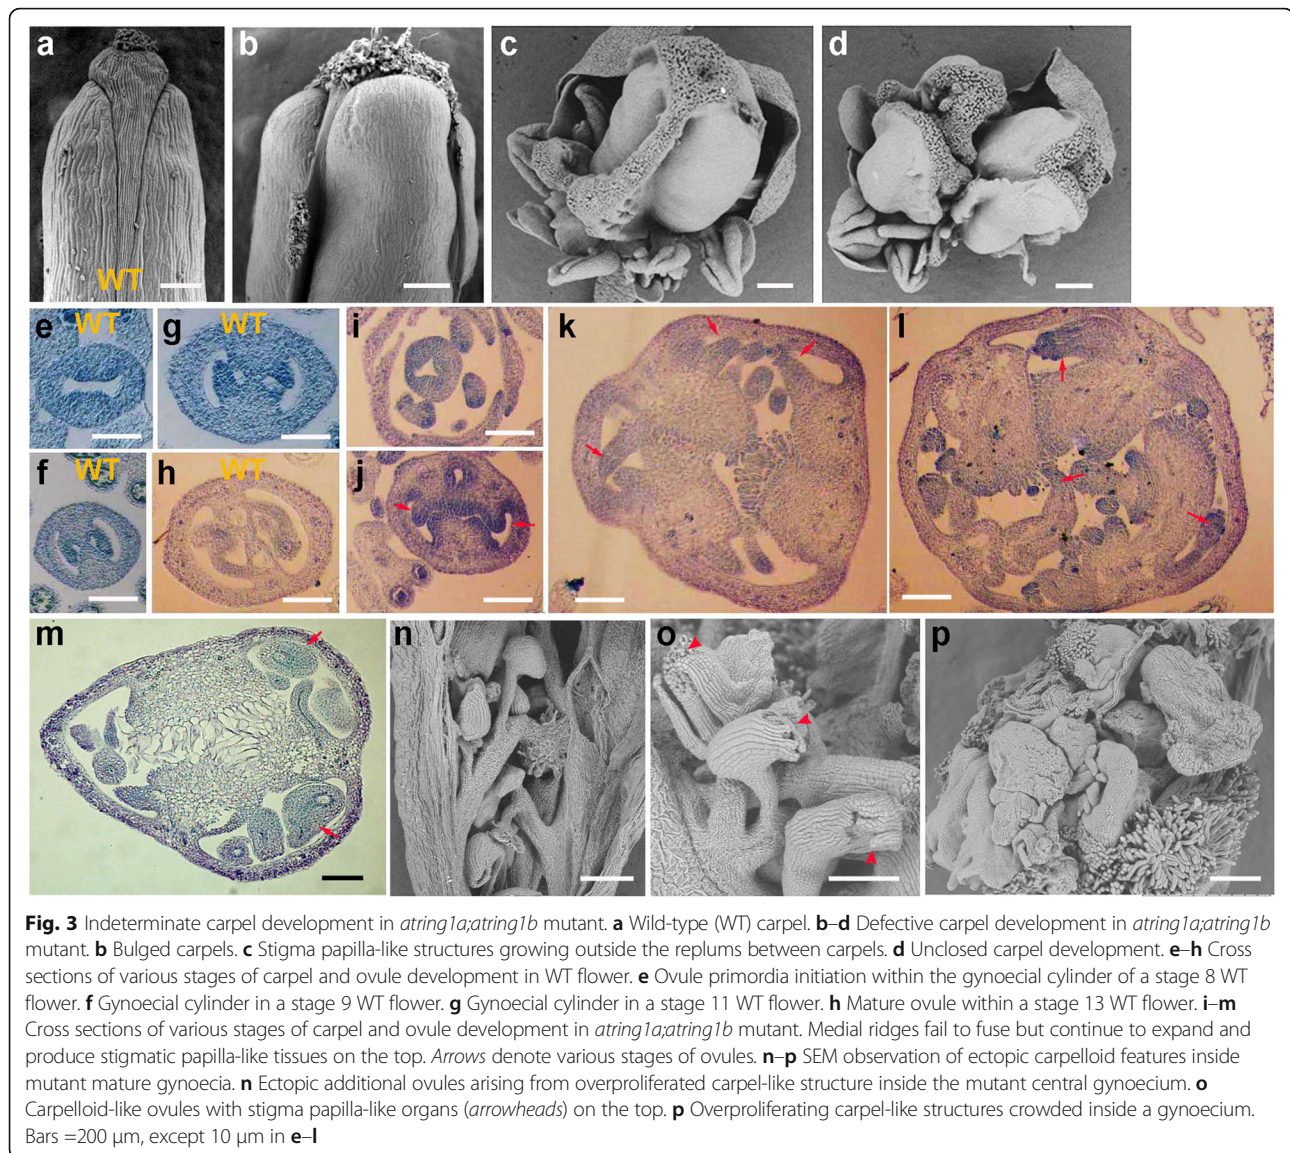 a
WT
b
c
d
e
WT
g
WT
i
k
l
f
WT
h
WT
j
m
n
o
p
Fig. 3 Indeterminate carpel development in atring1a;atring1b mutant. a Wild-type (WT) carpel. b–d Defective carpel development in atring1a;atring1b
mutant. b Bulged carpels. c Stigma papilla-like structures growing outside the replums between carpels. d Unclosed carpel development. e–h Cross
sections of various stages of carpel and ovule development in WT flower. e Ovule primordia initiation within the gynoecial cylinder of a stage 8 WT
flower. f Gynoecial cylinder in a stage 9 WT flower. g Gynoecial cylinder in a stage 11 WT flower. h Mature ovule within a stage 13 WT flower. i–m
Cross sections of various stages of carpel and ovule development in atring1a;atring1b mutant. Medial ridges fail to fuse but continue to expand and
produce stigmatic papilla-like tissues on the top. Arrows denote various stages of ovules. n–p SEM observation of ectopic carpelloid features inside
mutant mature gynoecia. n Ectopic additional ovules arising from overproliferated carpel-like structure inside the mutant central gynoecium. o
Carpelloid-like ovules with stigma papilla-like organs (arrowheads) on the top. p Overproliferating carpel-like structures crowded inside a gynoecium.
Bars =200 μm, except 10 μm in e–l